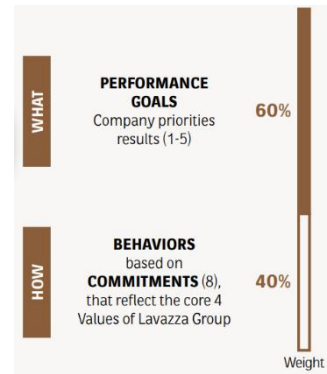 WHAT
PERFORMANCE
GOALS
Company priorities
results (1-5)
60%
HOW
BEHAVIORS
based on
COMMITMENTS (8),
that reflect the core 4
Values of Lavazza Group
40%
Weight